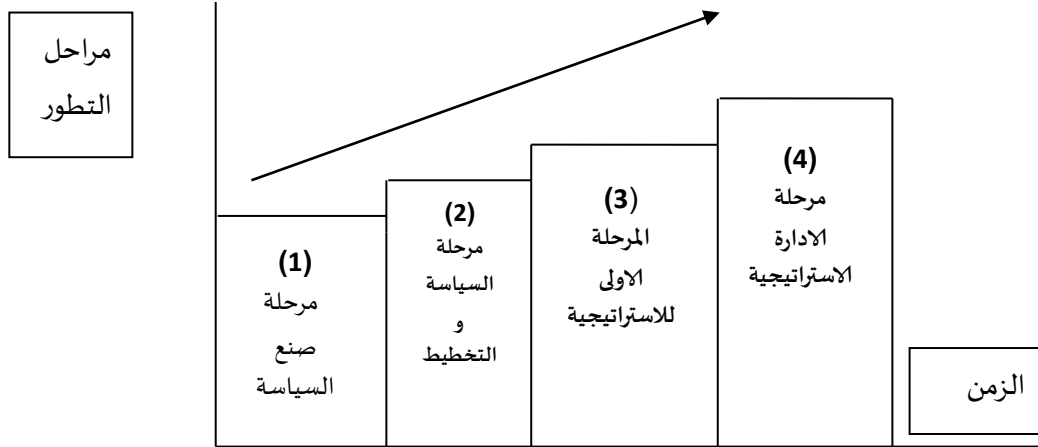 مراحل
التطور
(1)
مرحلة
صنع
السياسة
(2)
مرحلة
السياسة
و
التخطيط
(3)
المرحلة
الاولى
للاستراتيجية
(4)
مرحلة
الادارة
الاستراتيجية
الزمن